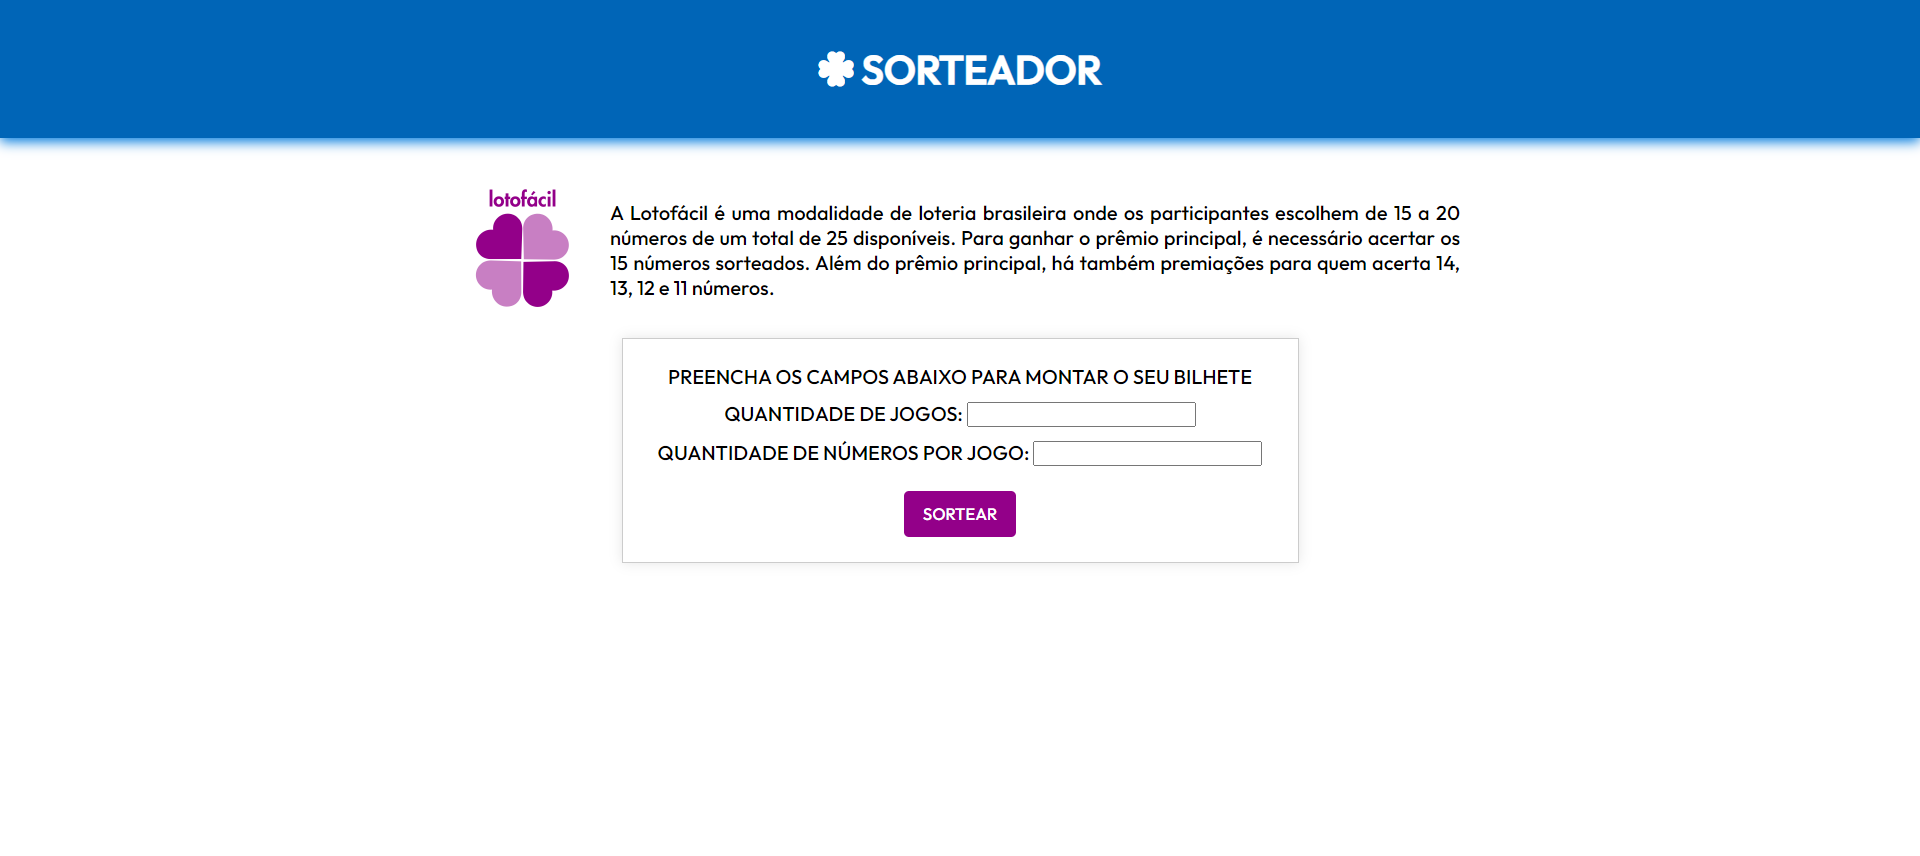 SORTEADOR
lotofácil
A Lotofácil é uma modalidade de loteria brasileira onde os participantes escolhem de 15 a 20
números de um total de 25 disponíveis. Para ganhar o prêmio principal, é necessário acertar os
15 números sorteados. Além do prêmio principal, há também premiações para quem acerta 14,
13, 12 e 11 números.
PREENCHA OS CAMPOS ABAIXO PARA MONTAR O SEU BILHETE
QUANTIDADE DE JOGOS:
QUANTIDADE DE NÚMEROS POR JOGO:
SORTEAR